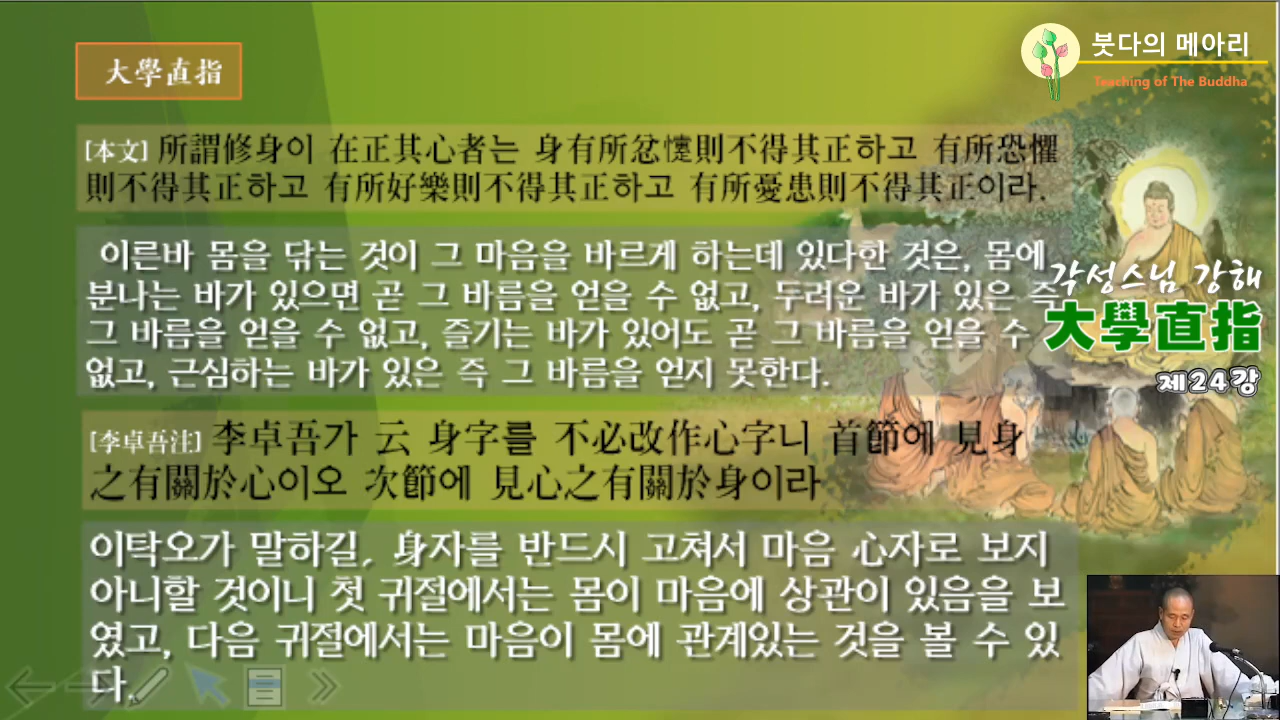 大學直指
붓다의 메아리
Teaching of The Buddha
[本文] 所謂修身이 在正其心者는 身有所忿懥則不得其正하고 有所恐懼
則不得其正하고 有所好樂則不得其正하고 有所憂患則不得其正이라.
이른바 몸을 닦는 것이 그 마음을 바르게 하는데 있다한 것은, 몸에
분나는 바가 있으면 곧 그 바름을 얻을 수 없고, 두려운 바가 있은 즉
그 바름을 얻을 수 없고, 즐기는 바가 있어도 곧 그 바름을 얻을 수
없고, 근심하는 바가 있은 즉 그 바름을 얻지 못한다.
각성스님 강해
大學直指
제24강
[李卓吾注] 李卓吾가 云 身字를 不必改作心字니 首節에 見身
之有關於心이오 次節에 見心之有關於身이라
이탁오가 말하길, 身자를 반드시 고쳐서 마음 心자로 보지
아니할 것이니 첫 귀절에서는 몸이 마음에 상관이 있음을 보
였고, 다음 귀절에서는 마음이 몸에 관계있는 것을 볼 수 있
다.